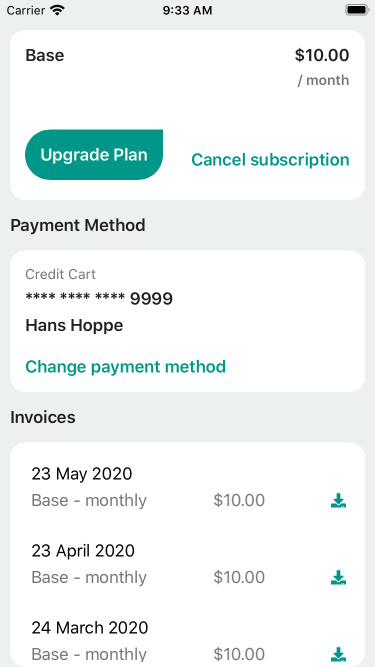 Carrier 9:33 AM
Base $10.00
/ month
Upgrade Plan Cancel subscription
Payment Method
Credit Cart
**** **** **** 9999
Hans Hoppe
Change payment method
Invoices
23 May 2020
Base - monthly $10.00
23 April 2020
Base - monthly $10.00
24 March 2020
Base - monthly $10.00